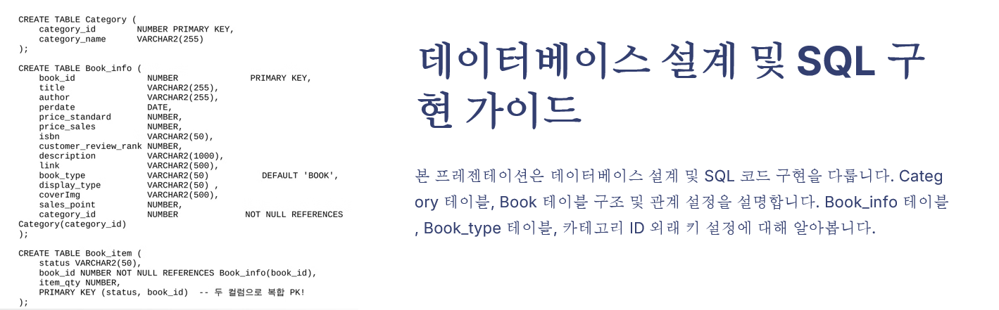 CREATE TABLE Category (
    category_id        NUMBER PRIMARY KEY,
    category_name      VARCHAR2(255)
);
CREATE TABLE Book_info (
    book_id              NUMBER              PRIMARY KEY,
    title                VARCHAR2(255),
    author               VARCHAR2(255),
    perdate              DATE,
    price_standard       NUMBER,
    price_sales          NUMBER,
    isbn                 VARCHAR2(50),
    customer_review_rank NUMBER,
    description          VARCHAR2(1000),
    link                 VARCHAR2(500),
    book_type            VARCHAR2(50)          DEFAULT 'BOOK',
    display_type         VARCHAR2(50) ,
    coverImg             VARCHAR2(500),
    sales_point          NUMBER,
    category_id          NUMBER             NOT NULL REFERENCES
Category(category_id)
);
CREATE TABLE Book_item (
    status VARCHAR2(50),
    book_id NUMBER NOT NULL REFERENCES Book_info(book_id),
    item_qty NUMBER,
    PRIMARY KEY (status, book_id)  -- 두 컬럼으로 복합 PK!
);
데이터베이스 설계 및 SQL 구
현 가이드
본 프레젠테이션은 데이터베이스 설계 및 SQL 코드 구현을 다룹니다. Categ
ory 테이블, Book 테이블 구조 및 관계 설정을 설명합니다. Book_info 테이블
, Book_type 테이블, 카테고리 ID 외래 키 설정에 대해 알아봅니다.